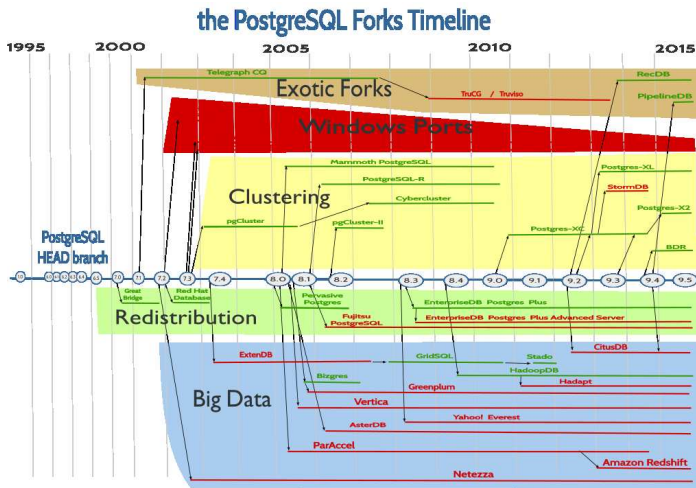 the PostgreSQL Forks Timeline
1995 2000 2005 2010 2015
Telegraph CQ
RecDB
Exotic Forks
TruCG / Truviso
PipelineDB
Windows Ports
Mammoth PostgreSQL
Postgres-XL
PostgreSQL-R
StormDB
Clustering
Cybercluster
Postgres-X2
pgCluster
pgCluster-II
Postgres-XC
PostgreSQL
HEAD branch
BDR
6.5 7.0 7.1 7.2 7.3 7.4 8.0 8.1 8.2 8.3 8.4 9.0 9.1 9.2 9.3 9.4 9.5
Great
Bridge
Red Hat
Database
Pervasive
Postgres
EnterpriseDB Postgres Plus
Redistribution
Fujitsu
PostgreSQL
EnterpriseDB Postgres Plus Advanced Server
CitusDB
ExtenDB
GridSQL
Stado
HadoopDB
Bizgres
Hadapt
Greenplum
Big Data
Vertica
Yahoo! Everest
AsterDB
ParAccel
Amazon Redshift
Netezza